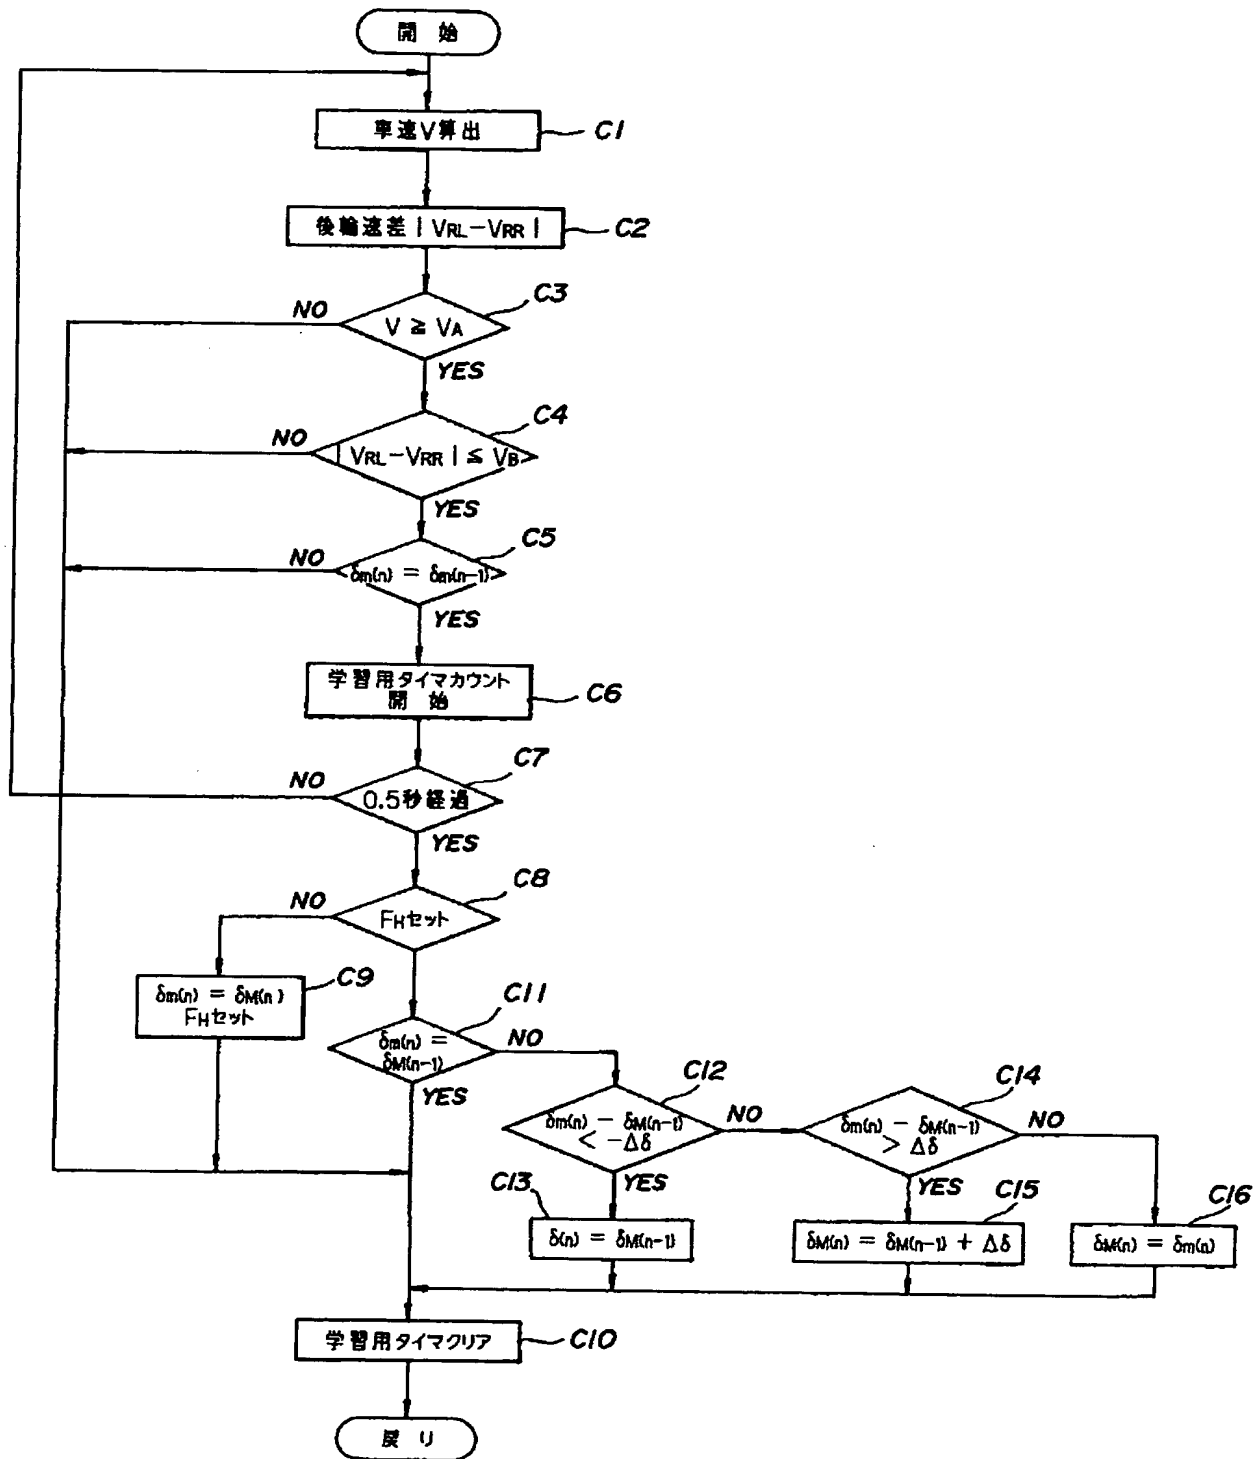 開始
車速V算出
C1
後輪速差|VRL-VRR|
C2
C3
NO
V ≧ VA
YES
C4
NO
|VRL-VRR| ≦ VB
YES
C5
NO
δm(n) = δm(n-1)
YES
学習用タイマカウント
開始
C6
C7
NO
0.5秒経過
YES
C8
NO
FHセット
C9
δm(n) = δM(n)
FHセット
C11
δm(n) =
δM(n-1)
NO
YES
C12
δm(n) - δM(n-1)
< -Δδ
NO
YES
C14
δm(n) - δM(n-1)
> Δδ
NO
YES
C13
δ(n) = δM(n-1)
C15
δM(n) = δM(n-1) + Δδ
C16
δM(n) = δm(n)
学習用タイマクリア
C10
戻り